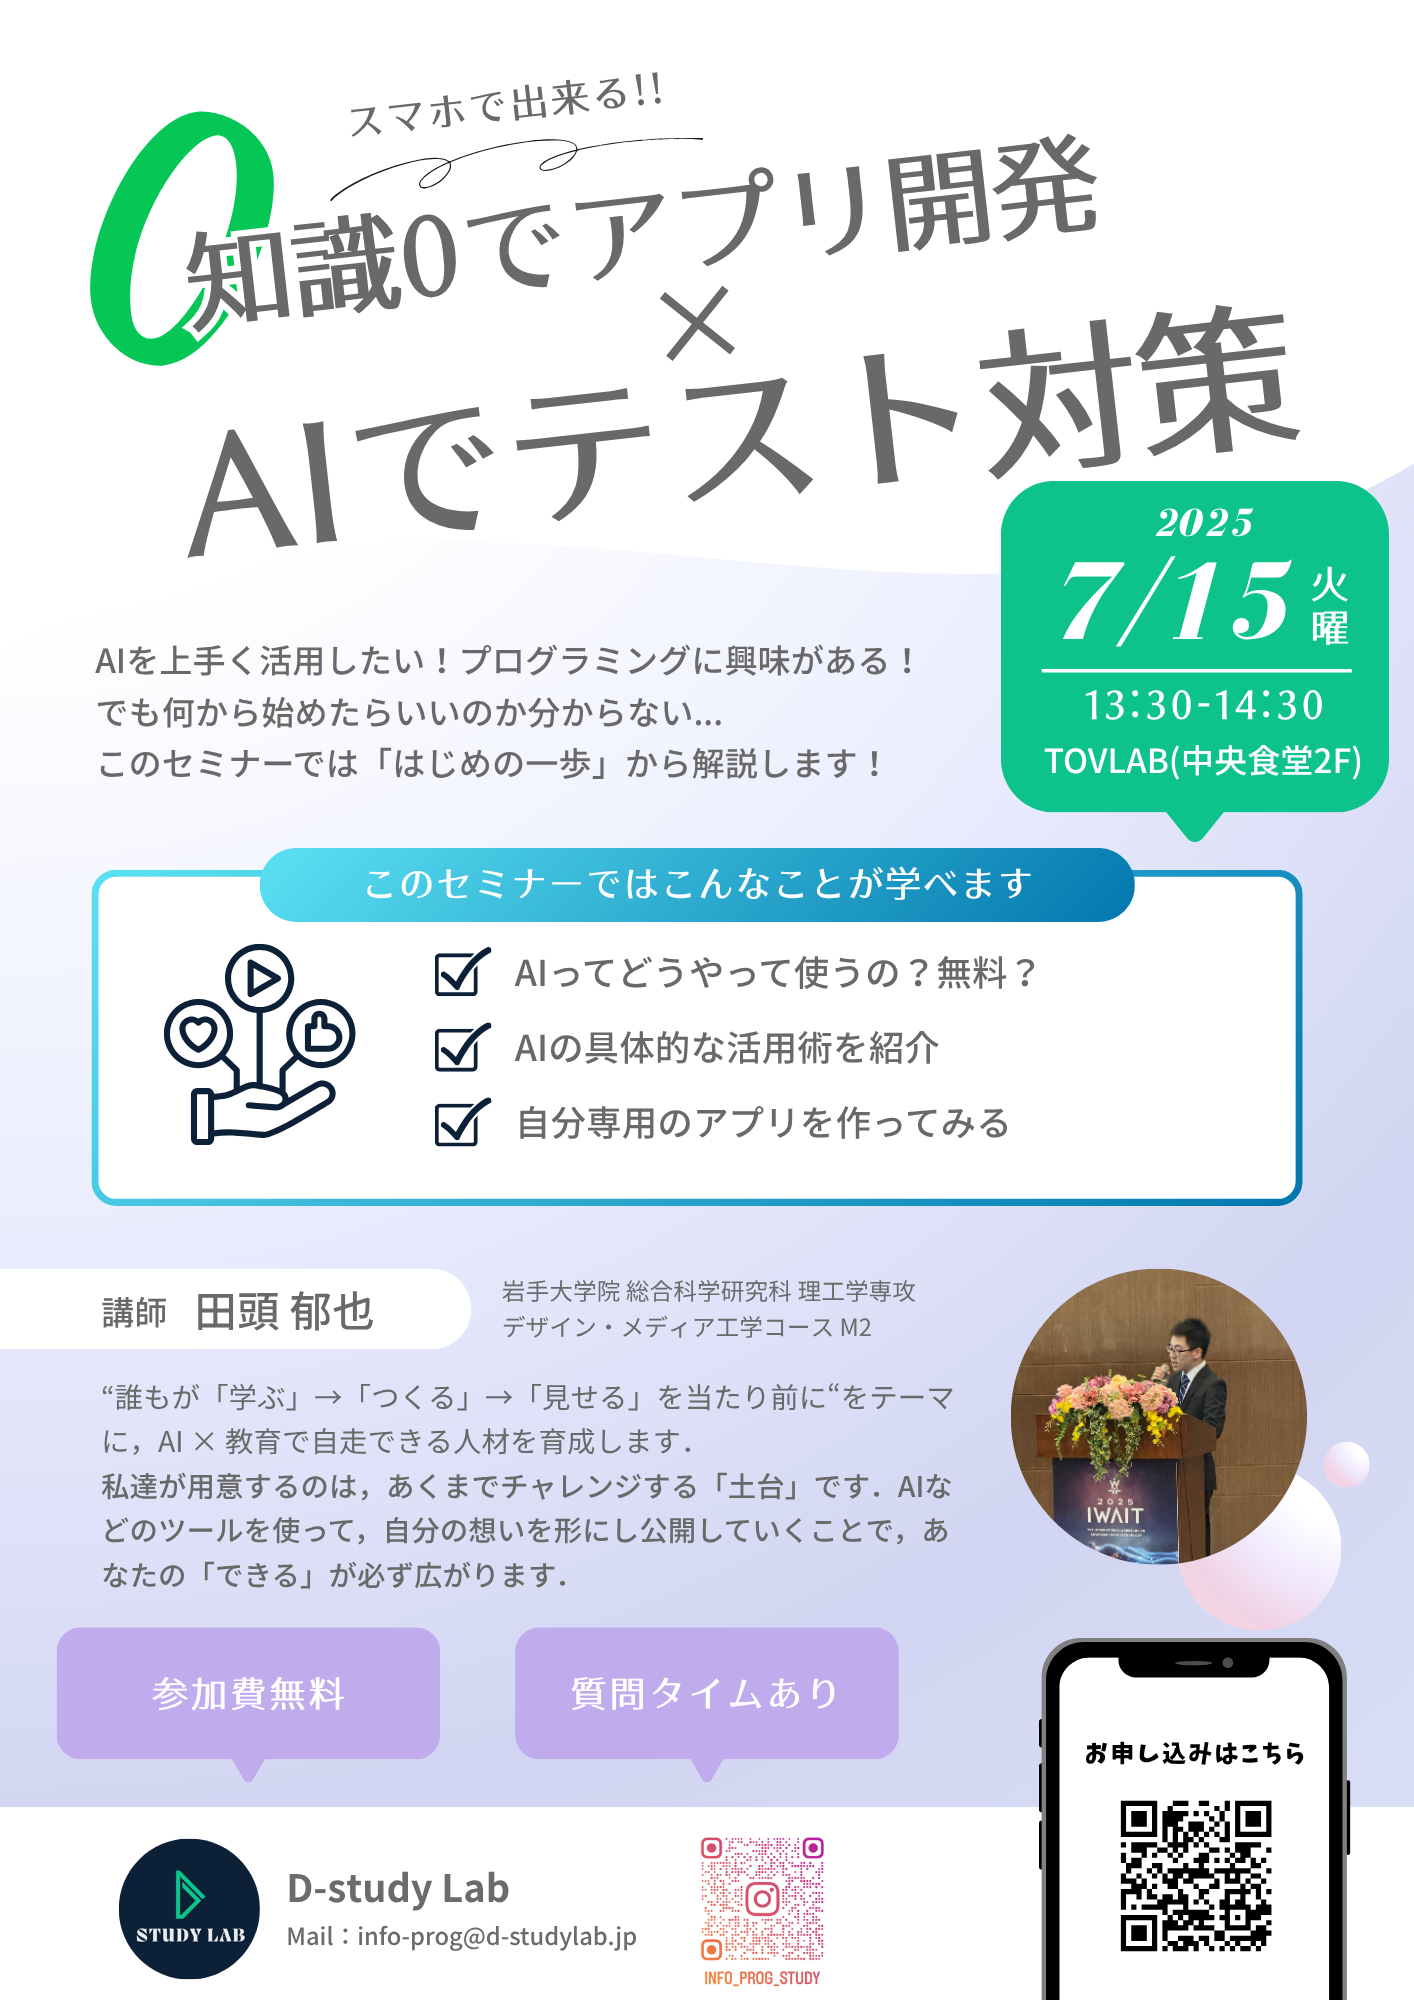 スマホで出来る!!
0
知識0でアプリ開発
×
AIでテスト対策
2025
7/15 火曜
13:30-14:30
TOVLAB(中央食堂2F)
AIを上手く活用したい！プログラミングに興味がある！
でも何から始めたらいいのか分からない...
このセミナーでは「はじめの一歩」から解説します！
このセミナーではこんなことが学べます
AIってどうやって使うの？無料？
AIの具体的な活用術を紹介
自分専用のアプリを作ってみる
講師 田頭 郁也
岩手大学院 総合科学研究科 理工学専攻
デザイン・メディア工学コース M2
“誰もが「学ぶ」→「つくる」→「見せる」を当たり前に“をテーマ
に，AI × 教育で自走できる人材を育成します．
私達が用意するのは，あくまでチャレンジする「土台」です．AIな
どのツールを使って，自分の想いを形にし公開していくことで，あ
なたの「できる」が必ず広がります．
2025
IWAIT
参加費無料
質問タイムあり
お申し込みはこちら
STUDY LAB
D-study Lab
Mail：info-prog@d-studylab.jp
INFO_PROG_STUDY